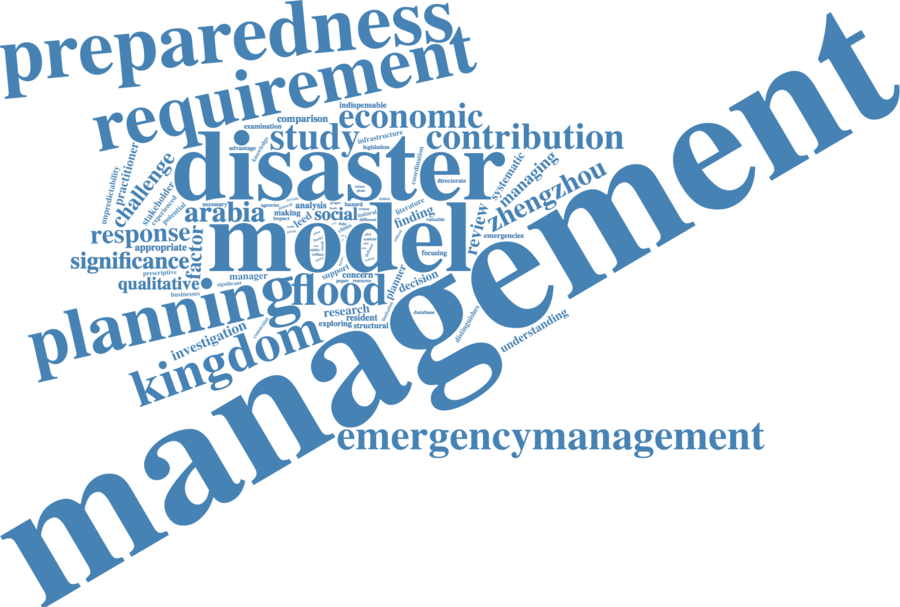 preparedness
requirement
indispensable
economic
comparison
examination
study
infrastructure
contribution
advantage
knowledge
legislation
coordination
disaster
directorate
systematic
managing
zhengzhou
unpredictability
practitioner
challenge
stakeholder
experienced
potential
necessary
agencies
analysis
hazard
literature
arabia
making
impact
leed
social
natural
different
finding
valuable
review
emergencies
response
appropriate
factor
model
focusing
significance
prescriptive
qualitative
businesses
manager
significant
support
concern
paper
resource
planner
decision
planning
flood
research
resident
exploring
structural
database
distinguishes
understanding
investigation
constraint
kingdom
management
emergencymanagement